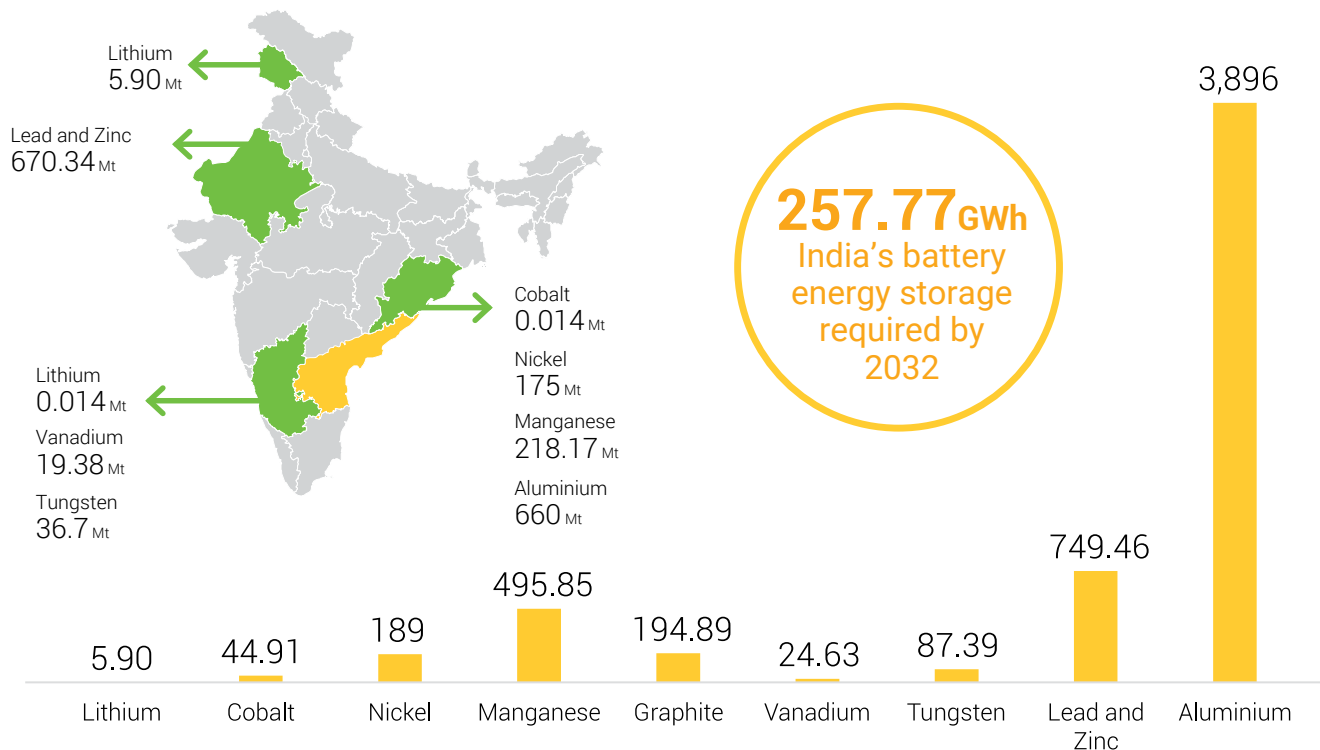 Lithium
5.90 Mt
Lead and Zinc
670.34 Mt
Lithium
0.014 Mt
Vanadium
19.38 Mt
Tungsten
36.7 Mt
Cobalt
0.014 Mt
Nickel
175 Mt
Manganese
218.17 Mt
Aluminium
660 Mt
257.77 GWh
India’s battery
energy storage
required by
2032
5.90
44.91
189
495.85
194.89
24.63
87.39
749.46
3,896
Lithium
Cobalt
Nickel
Manganese
Graphite
Vanadium
Tungsten
Lead and
Zinc
Aluminium